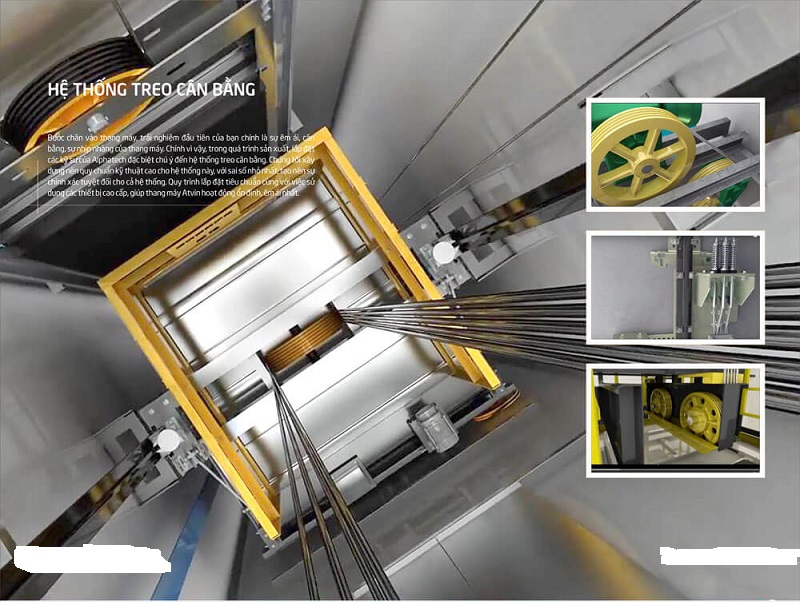 HỆ THỐNG TREO CÂN BẰNG
Bước chân vào thang máy, trải nghiệm đầu tiên của bạn chính là sự êm ái, cân
bằng, sự nhịp nhàng của thang máy. Chính vì vậy, trong quá trình sản xuất, lắp đặt
các kỹ sư của Alphatech đặc biệt chú ý đến hệ thống treo cân bằng. Chúng tôi xây
dựng nên quy chuẩn kỹ thuật cao cho hệ thống này, với sai số nhỏ nhất, tạo nên sự
chính xác tuyệt đối cho cả hệ thống. Quy trình lắp đặt tiêu chuẩn cùng với việc sử
dụng các thiết bị cao cấp, giúp thang máy Atvin hoạt động ổn định, êm ái nhất.